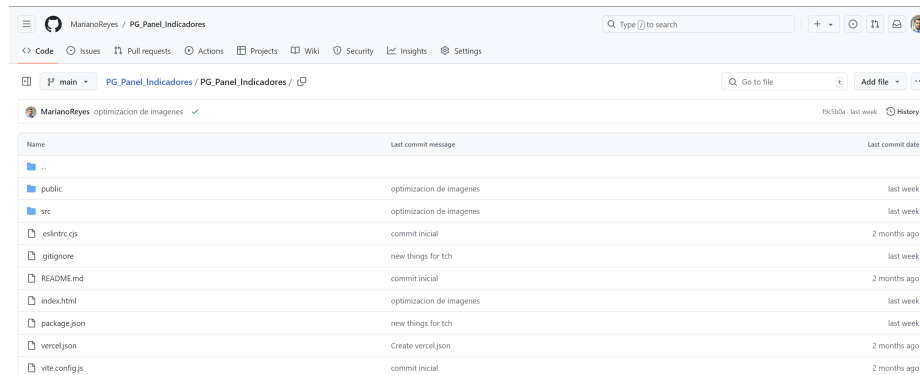 MarianoReyes / PG_Panel_Indicadores
Type / to search
<> Code Issues Pull requests Actions Projects Wiki Security Insights Settings
main PG_Panel_Indicadores / PG_Panel_Indicadores /
Go to file t Add file
MarianoReyes optimizacion de imagenes f9c5b0a · last week History
Name Last commit message Last commit date
..
public optimizacion de imagenes last week
src optimizacion de imagenes last week
.eslintrc.cjs commit inicial 2 months ago
.gitignore new things for tch last week
README.md commit inicial 2 months ago
index.html optimizacion de imagenes last week
package.json new things for tch last week
vercel.json Create vercel.json 2 months ago
vite.config.js commit inicial 2 months ago